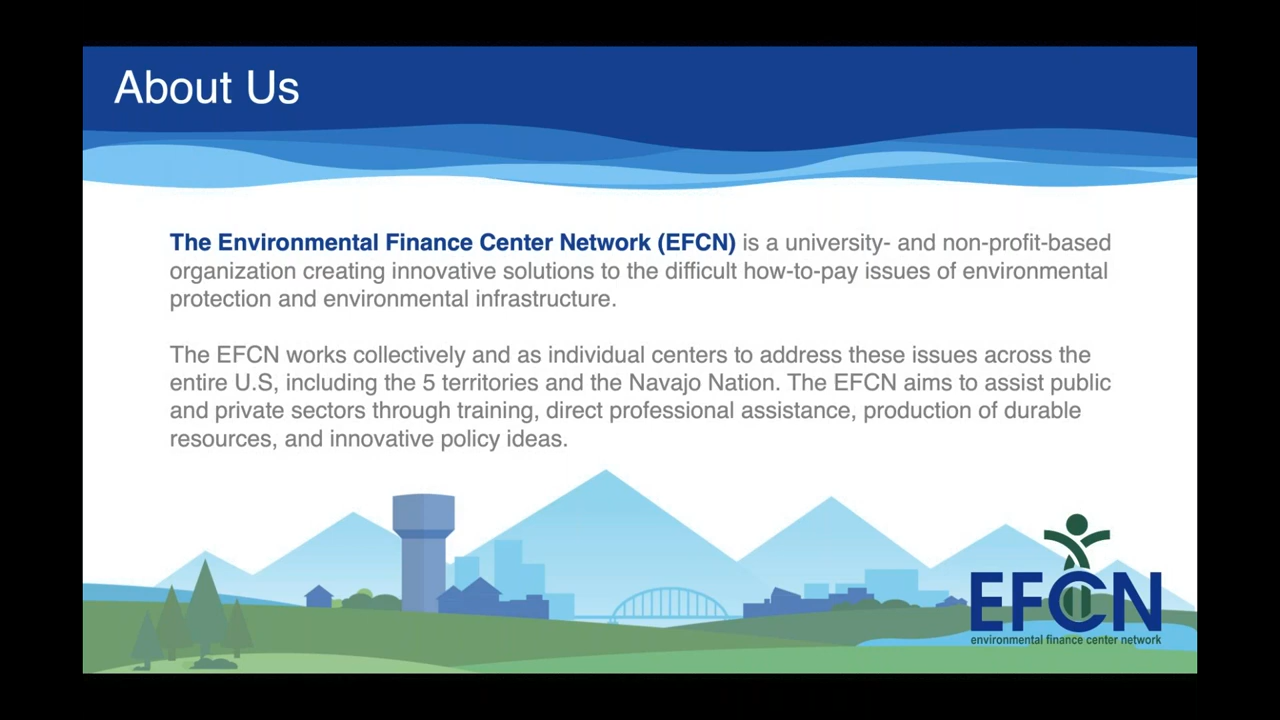 About Us
The Environmental Finance Center Network (EFCN) is a university- and non-profit-based
organization creating innovative solutions to the difficult how-to-pay issues of environmental
protection and environmental infrastructure.
The EFCN works collectively and as individual centers to address these issues across the
entire U.S, including the 5 territories and the Navajo Nation. The EFCN aims to assist public
and private sectors through training, direct professional assistance, production of durable
resources, and innovative policy ideas.
EFCN
environmental finance center network